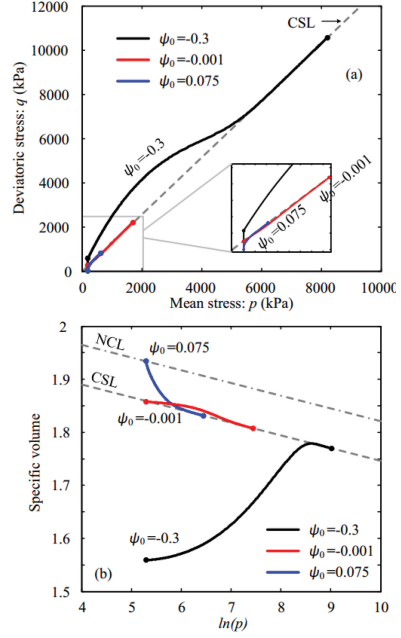 12000
10000
8000
6000
4000
2000
0
Deviatoric stress: q (kPa)
ψ0=-0.3
ψ0=-0.001
ψ0=0.075
CSL
(a)
ψ0=-0.3
ψ0=-0.001
ψ0=0.075
0 2000 4000 6000 8000 10000
Mean stress: p (kPa)
2
1.9
1.8
1.7
1.6
1.5
Specific volume
NCL
ψ0=0.075
CSL
ψ0=-0.001
ψ0=-0.3
ψ0=-0.3
ψ0=-0.001
ψ0=0.075
(b)
4 5 6 7 8 9 10
ln(p)